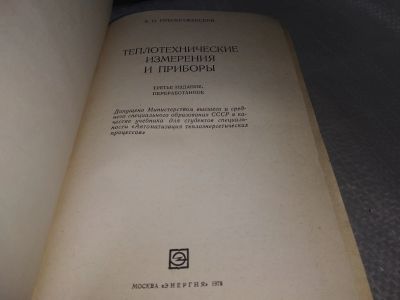 В. П. ПРЕОБРАЖЕНСКИЙ
ТЕПЛОТЕХНИЧЕСКИЕ
ИЗМЕРЕНИЯ
И ПРИБОРЫ
ТРЕТЬЕ ИЗДАНИЕ,
ПЕРЕРАБОТАННОЕ
Допущено Министерством высшего и сред-
него специального образования СССР в ка-
честве учебника для студентов специаль-
ности «Автоматизация теплоэнергетических
процессов»
МОСКВА «ЭНЕРГИЯ» 1978